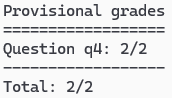 Provisional grades
==================
Question q4: 2/2
------------------
Total: 2/2